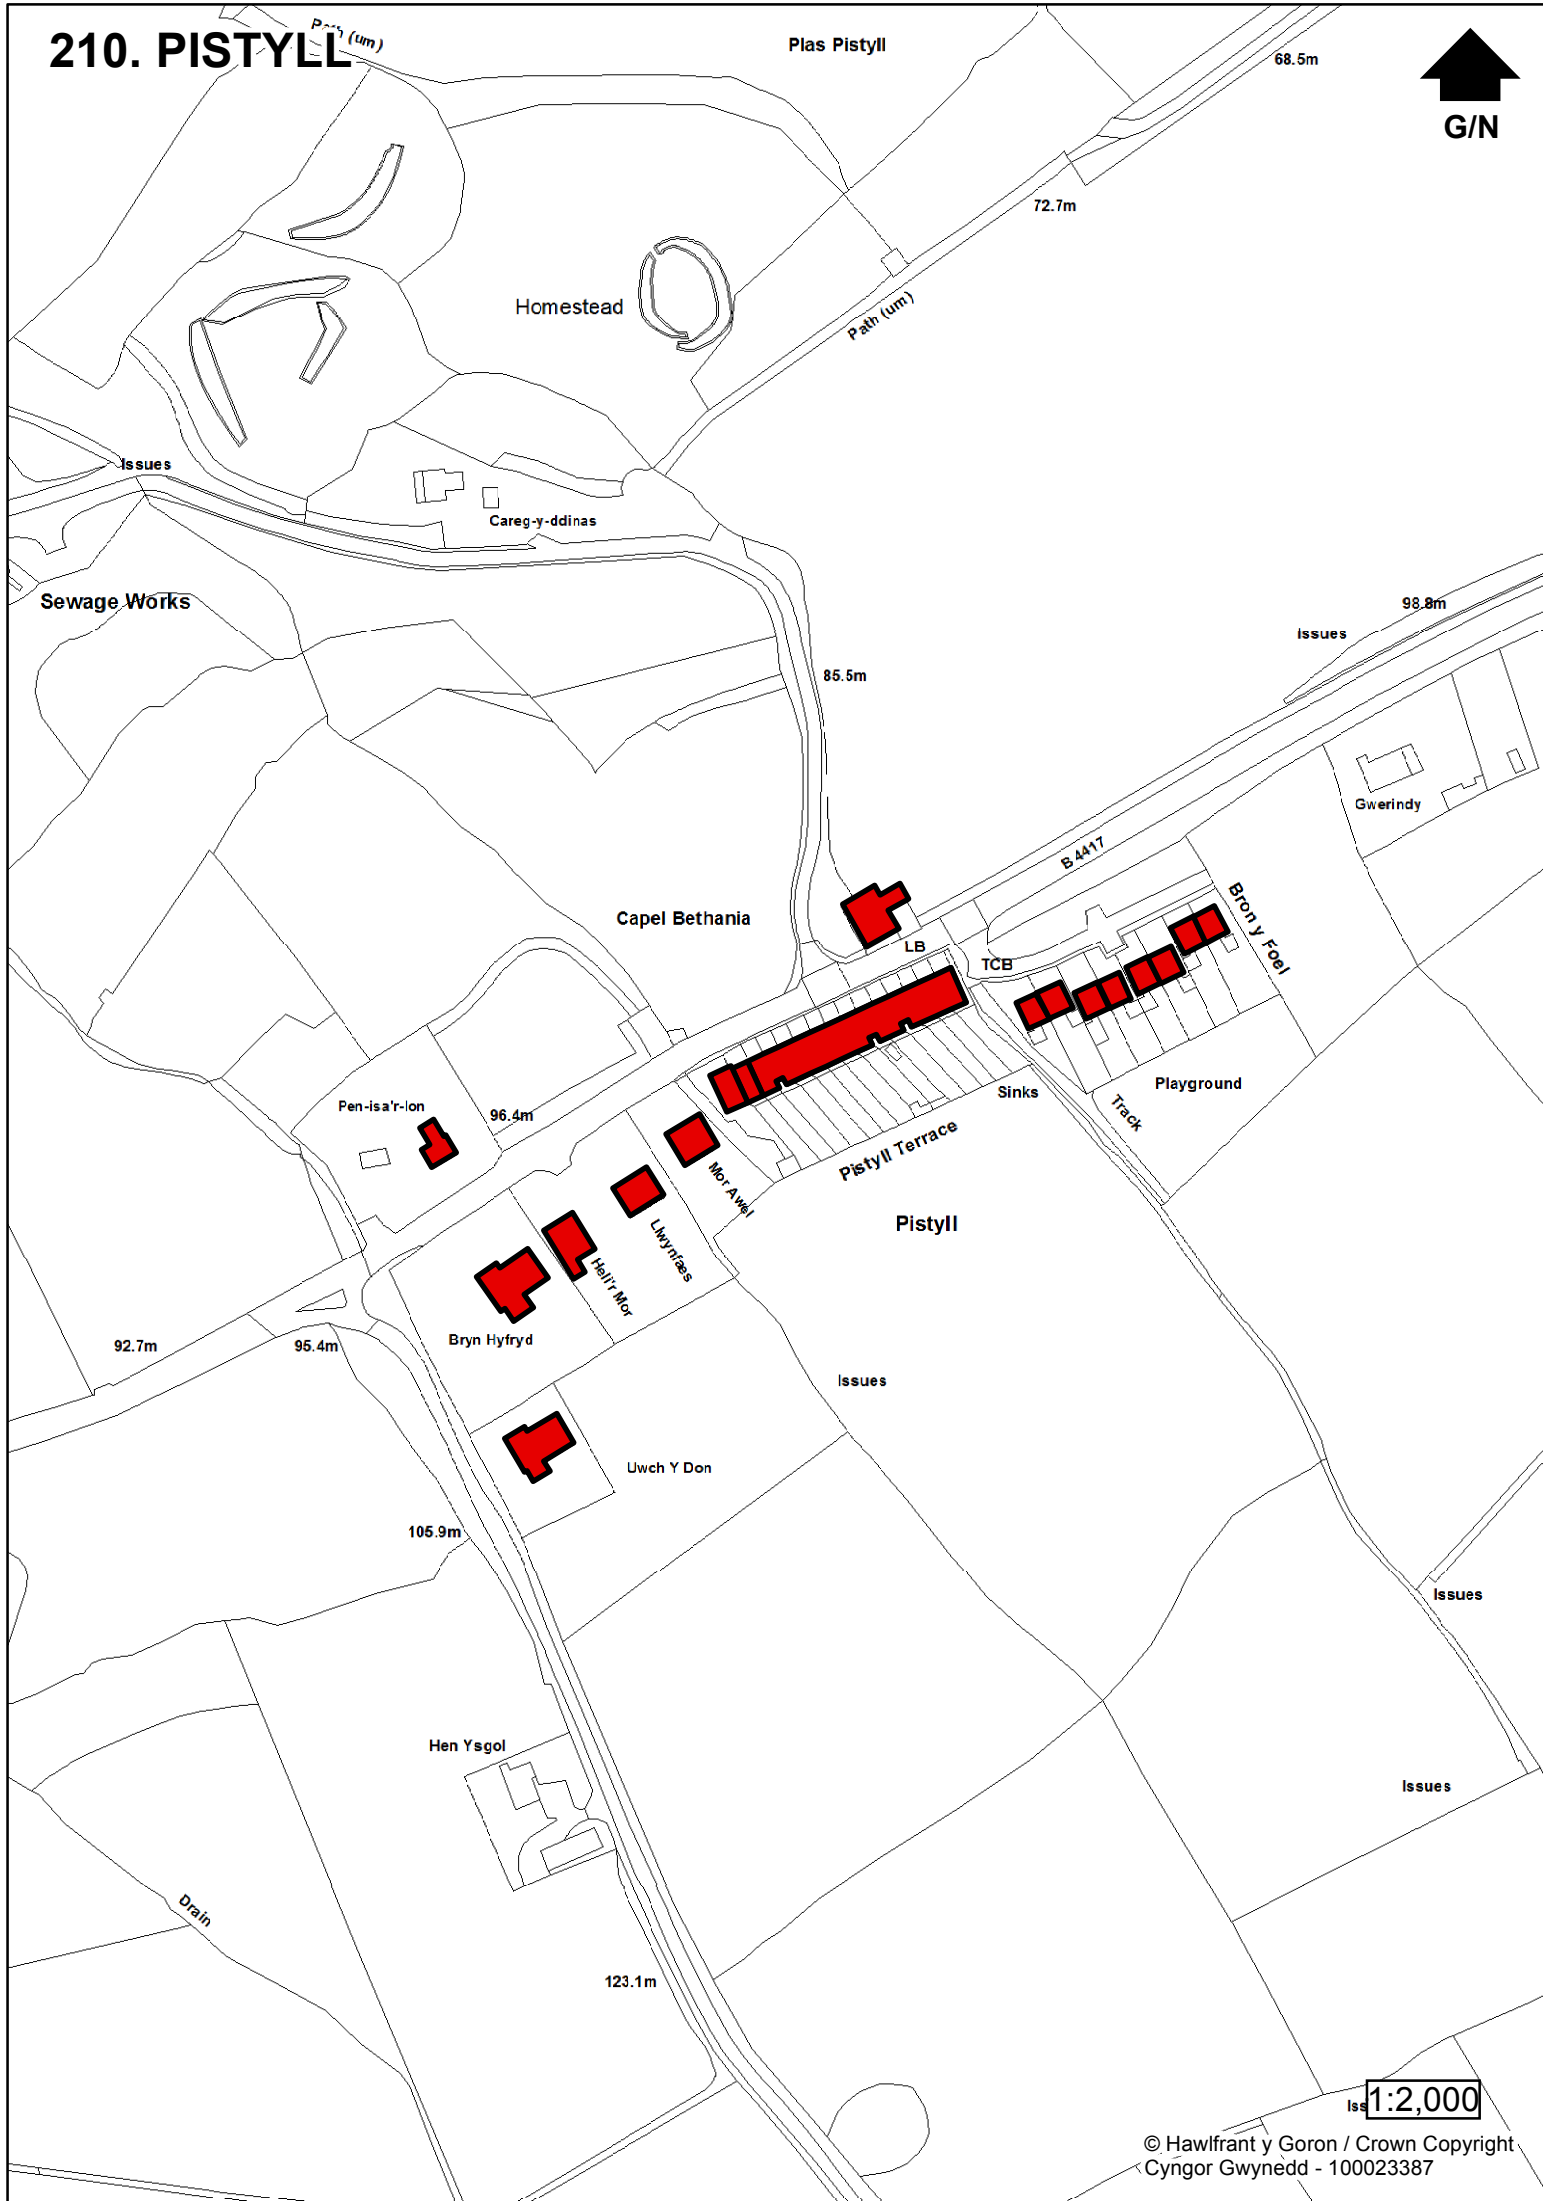 210. PISTYLL
Path (um)
Plas Pistyll
68.5m
G/N
72.7m
Homestead
Path (um)
Issues
Careg-y-ddinas
Sewage Works
98.8m
Issues
85.5m
Gwerindy
B 4417
Capel Bethania
Bron y Foel
LB
TCB
Playground
Sinks
Track
Pen-isa'r-lon
96.4m
Pistyll Terrace
Mor Awel
Pistyll
Llwynfaes
Heli'r Mor
Bryn Hyfryd
92.7m
95.4m
Issues
Uwch Y Don
105.9m
Issues
Hen Ysgol
Issues
Drain
123.1m
1:2,000
© Hawlfrant y Goron / Crown Copyright
Cyngor Gwynedd - 100023387